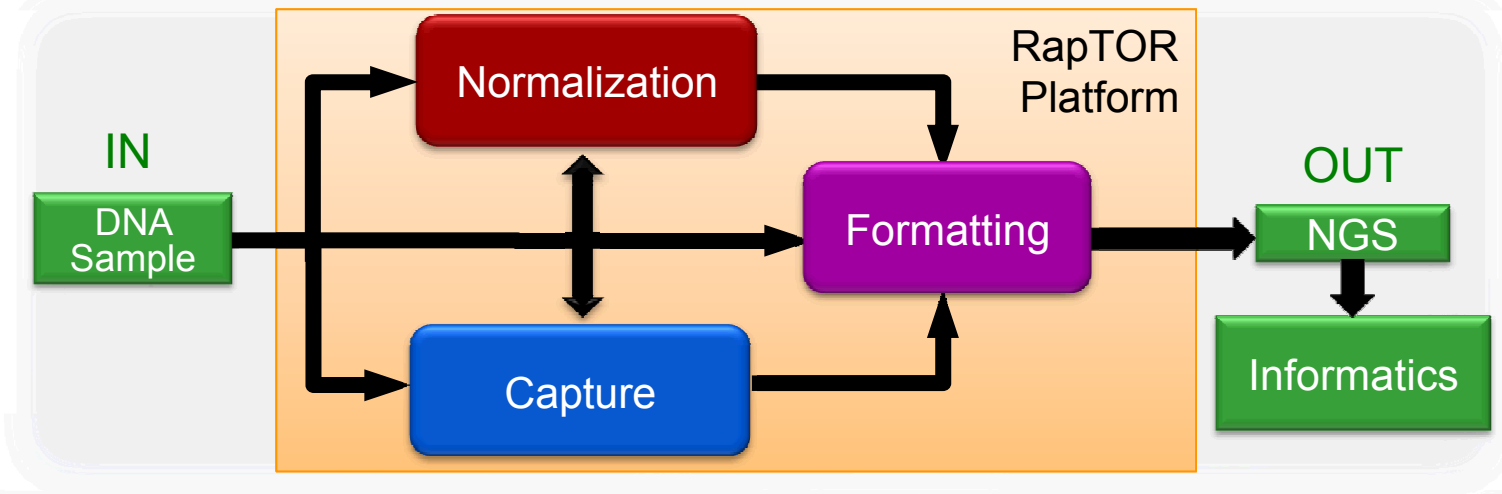 IN
DNA
Sample
Normalization
Capture
RapTOR
Platform
Formatting
OUT
NGS
Informatics